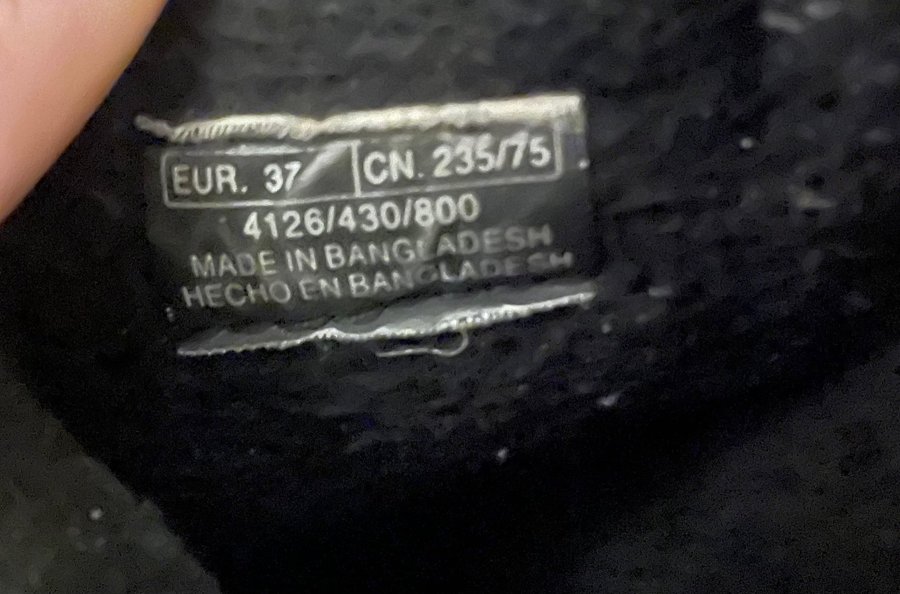 EUR. 37 CN. 235/75
4126/430/800
MADE IN BANGLADESH
HECHO EN BANGLADESH